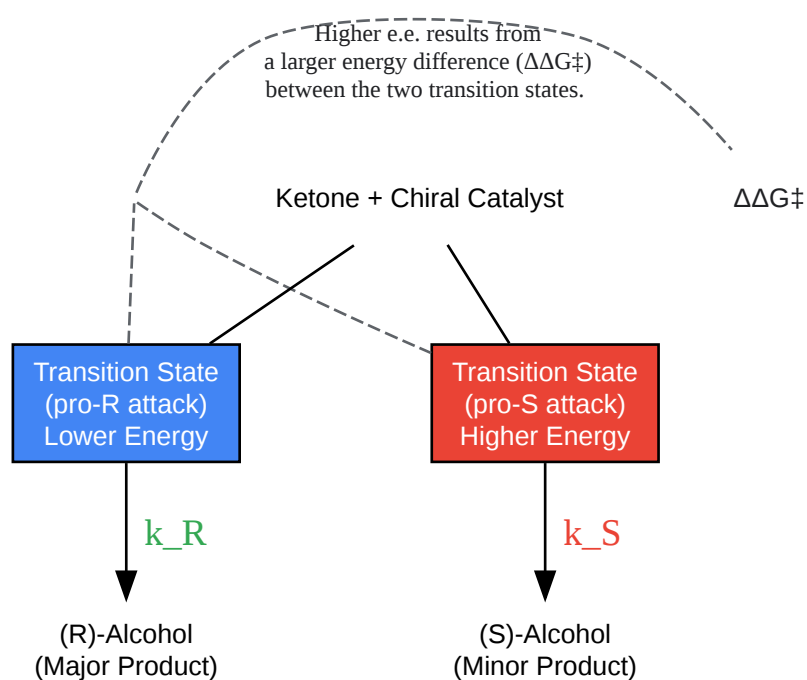 Higher e.e. results from
a larger energy difference (ΔΔG‡)
between the two transition states.
Ketone + Chiral Catalyst
ΔΔG‡
Transition State
(pro-R attack)
Lower Energy
Transition State
(pro-S attack)
Higher Energy
k_R
k_S
(R)-Alcohol
(Major Product)
(S)-Alcohol
(Minor Product)